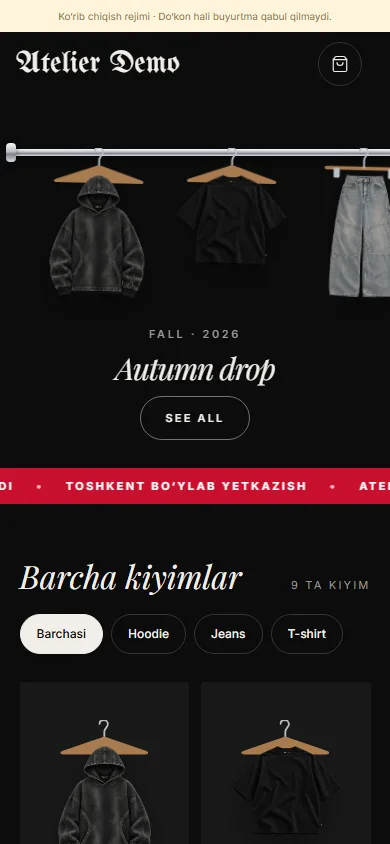 Ko'rib chiqish rejimi · Do'kon hali buyurtma qabul qilmaydi.
Atelier Demo
FALL · 2026
Autumn drop
SEE ALL
DI • TOSHKENT BO'YLAB YETKAZISH • ATE
Barcha kiyimlar
9 TA KIYIM
Barchasi Hoodie Jeans T-shirt